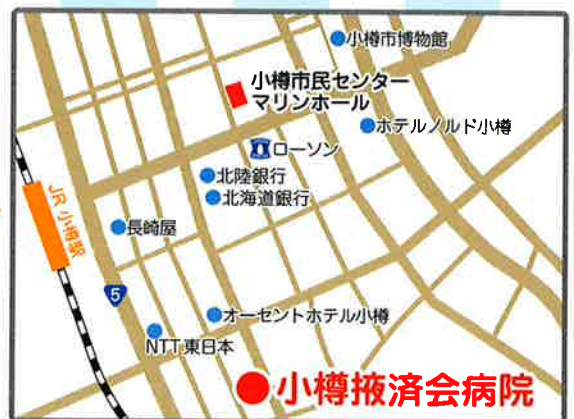 小樽市博物館
小樽市民センター
マリンホール
ホテルノルド小樽
ローソン
北陸銀行
北海道銀行
JR 小樽駅
長崎屋
5
オーセントホテル小樽
NTT 東日本
小樽掖済会病院